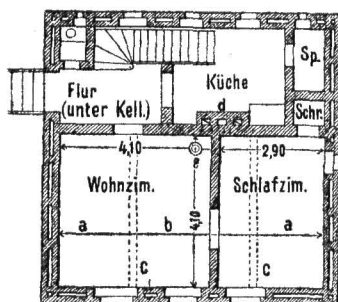 Sp.
Flur
(unter Kell.)
Küche
d
Schr.
4,10
2,90
e
Wohnzim.
Schlafzim.
4,10
a
b
a
c
c